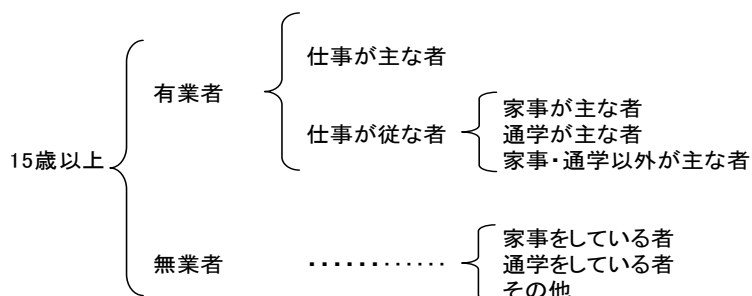 15歳以上
有業者
仕事が主な者
仕事が従な者
家事が主な者
通学が主な者
家事・通学以外が主な者
無業者
............
家事をしている者
通学をしている者
その他